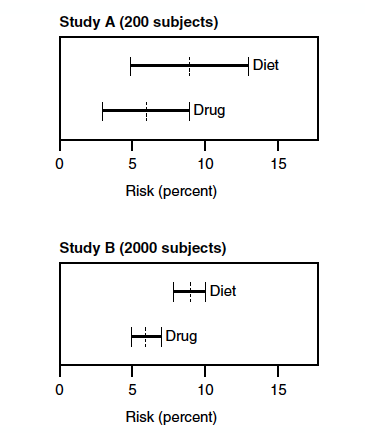 Study A (200 subjects)
Diet
Drug
0 5 10 15
Risk (percent)
Study B (2000 subjects)
Diet
Drug
0 5 10 15
Risk (percent)